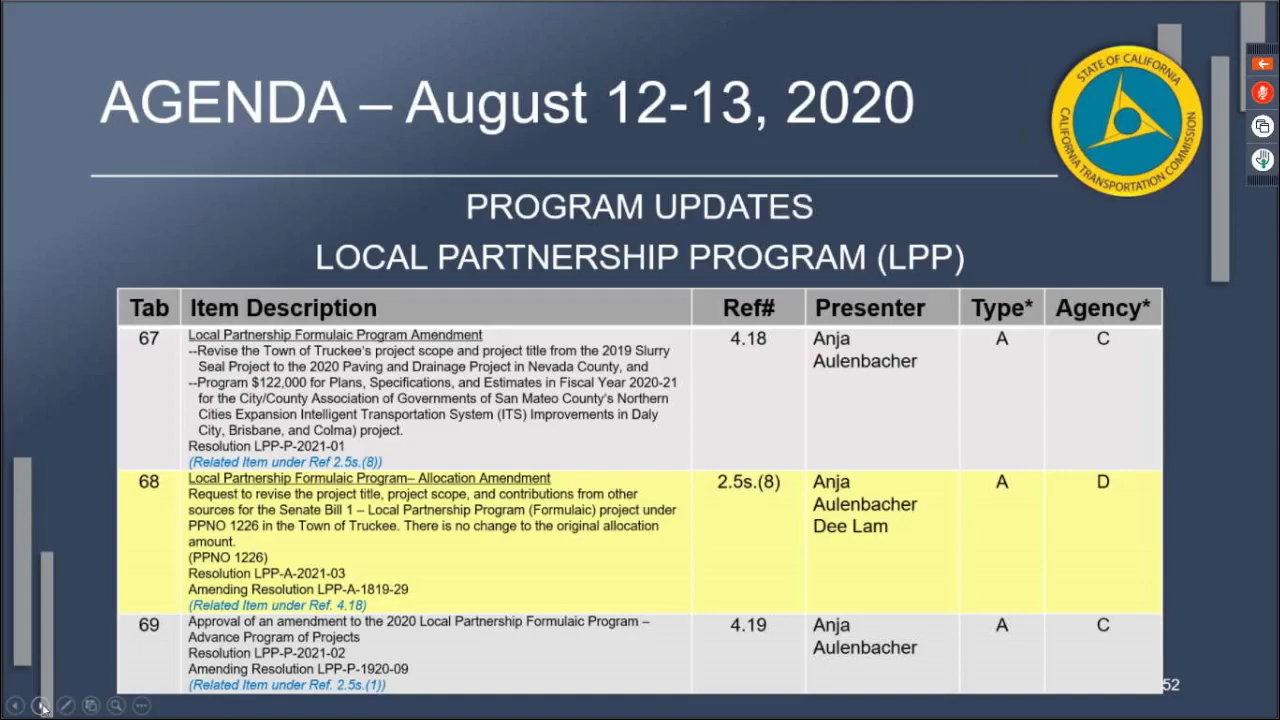 AGENDA – August 12-13, 2020
STATE OF CALIFORNIA
CALIFORNIA TRANSPORTATION COMMISSION
PROGRAM UPDATES
LOCAL PARTNERSHIP PROGRAM (LPP)
Tab Item Description Ref# Presenter Type* Agency*
67 Local Partnership Formulaic Program Amendment 4.18 Anja A C
--Revise the Town of Truckee's project scope and project title from the 2019 Slurry Aulenbacher
Seal Project to the 2020 Paving and Drainage Project in Nevada County, and
--Program $122,000 for Plans, Specifications, and Estimates in Fiscal Year 2020-21
for the City/County Association of Governments of San Mateo County's Northern
Cities Expansion Intelligent Transportation System (ITS) Improvements in Daly
City, Brisbane, and Colma) project.
Resolution LPP-P-2021-01
(Related Item under Ref 2.5s.(8))
68 Local Partnership Formulaic Program– Allocation Amendment 2.5s.(8) Anja A D
Request to revise the project title, project scope, and contributions from other Aulenbacher
sources for the Senate Bill 1 – Local Partnership Program (Formulaic) project under Dee Lam
PPNO 1226 in the Town of Truckee. There is no change to the original allocation
amount.
(PPNO 1226)
Resolution LPP-A-2021-03
Amending Resolution LPP-A-1819-29
(Related Item under Ref. 4.18)
69 Approval of an amendment to the 2020 Local Partnership Formulaic Program – 4.19 Anja A C
Advance Program of Projects Aulenbacher
Resolution LPP-P-2021-02
Amending Resolution LPP-P-1920-09
(Related Item under Ref. 2.5s.(1))
52